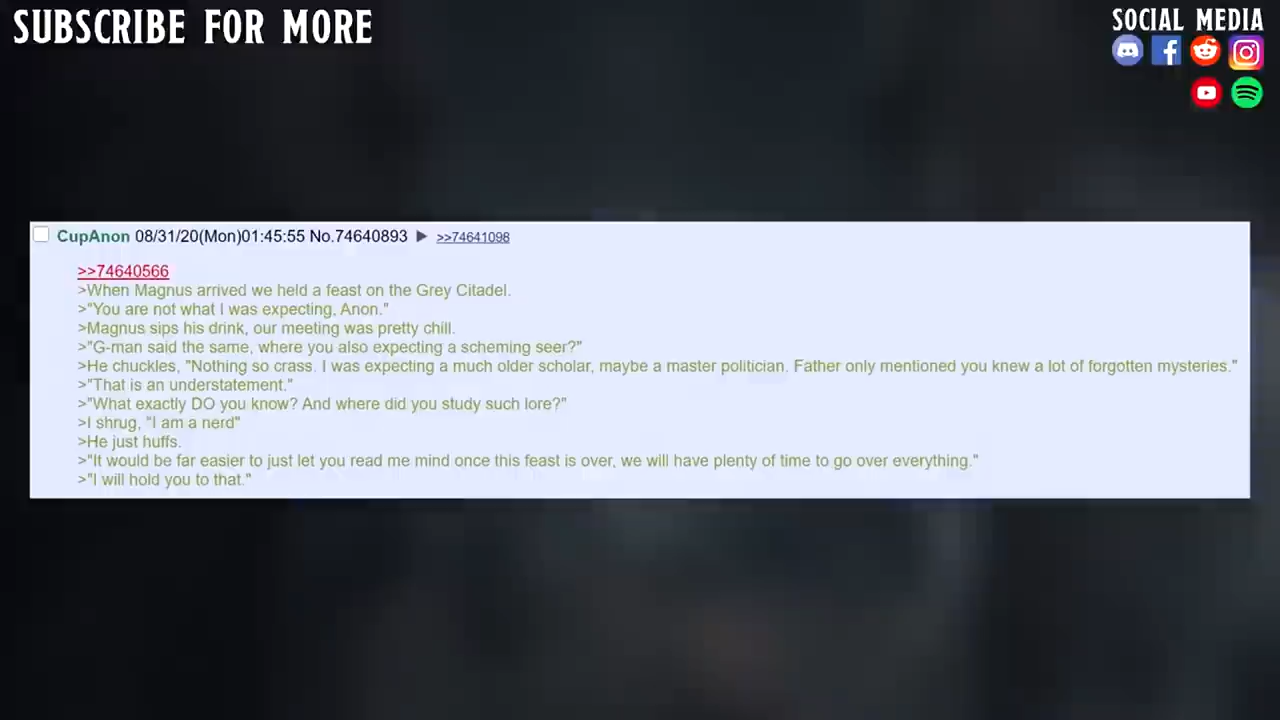 SUBSCRIBE FOR MORE
SOCIAL MEDIA
CupAnon 08/31/20(Mon)01:45:55 No.74640893 ▶ >>74641098
>>74640566
>When Magnus arrived we held a feast on the Grey Citadel.
>"You are not what I was expecting, Anon."
>Magnus sips his drink, our meeting was pretty chill.
>"G-man said the same, where you also expecting a scheming seer?"
>He chuckles, "Nothing so crass. I was expecting a much older scholar, maybe a master politician. Father only mentioned you knew a lot of forgotten mysteries."
>"That is an understatement."
>"What exactly DO you know? And where did you study such lore?"
>I shrug, "I am a nerd"
>He just huffs.
>"It would be far easier to just let you read me mind once this feast is over, we will have plenty of time to go over everything."
>"I will hold you to that."